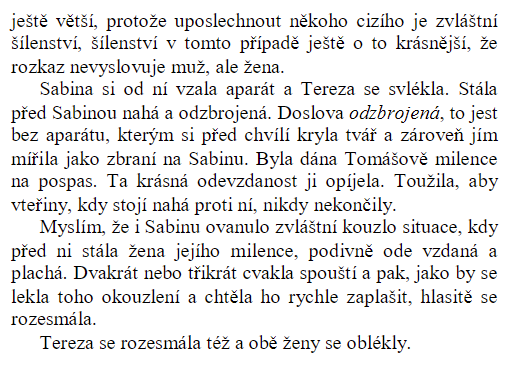 ještě větší, protože uposlechnout někoho cizího je zvláštní
šílenství, šílenství v tomto případě ještě o to krásnější, že
rozkaz nevyslovuje muž, ale žena.
Sabina si od ní vzala aparát a Tereza se svlékla. Stála
před Sabinou nahá a odzbrojená. Doslova odzbrojená, to jest
bez aparátu, kterým si před chvílí kryla tvář a zároveň jím
mířila jako zbraní na Sabinu. Byla dána Tomášově milence
na pospas. Ta krásná odevzdanost ji opíjela. Toužila, aby
vteřiny, kdy stojí nahá proti ní, nikdy nekončily.
Myslím, že i Sabinu ovanulo zvláštní kouzlo situace, kdy
před ni stála žena jejího milence, podivně ode vzdaná a
plachá. Dvakrát nebo třikrát cvakla spouští a pak, jako by se
lekla toho okouzlení a chtěla ho rychle zaplašit, hlasitě se
rozesmála.
Tereza se rozesmála též a obě ženy se oblékly.